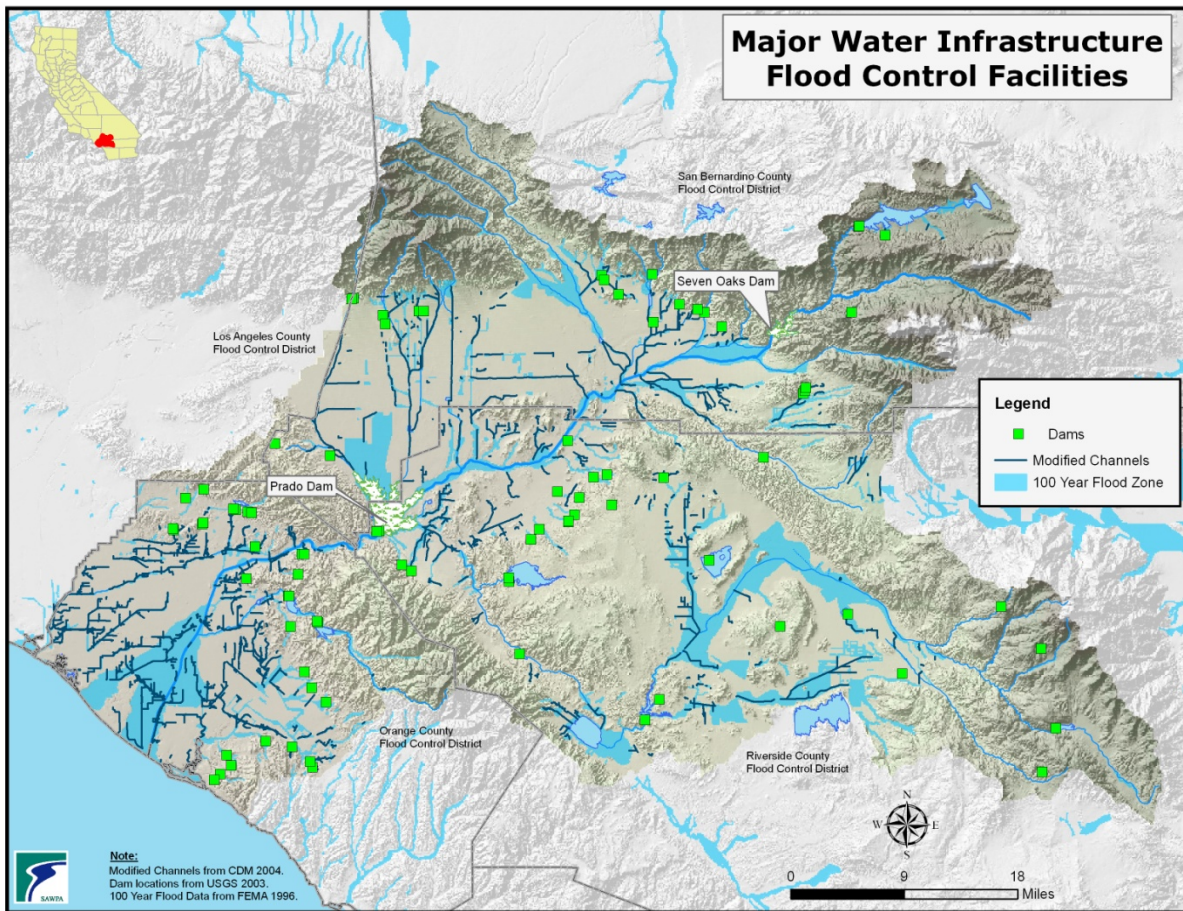 Major Water Infrastructure
Flood Control Facilities
San Bernardino County
Flood Control District
Seven Oaks Dam
Los Angeles County
Flood Control District
Legend
Dams
Modified Channels
100 Year Flood Zone
Prado Dam
Orange County
Flood Control District
Riverside County
Flood Control District
N
W E
S
0 9 18
Miles
SAWPA
Note:
Modified Channels from CDM 2004.
Dam locations from USGS 2003.
100 Year Flood Data from FEMA 1996.